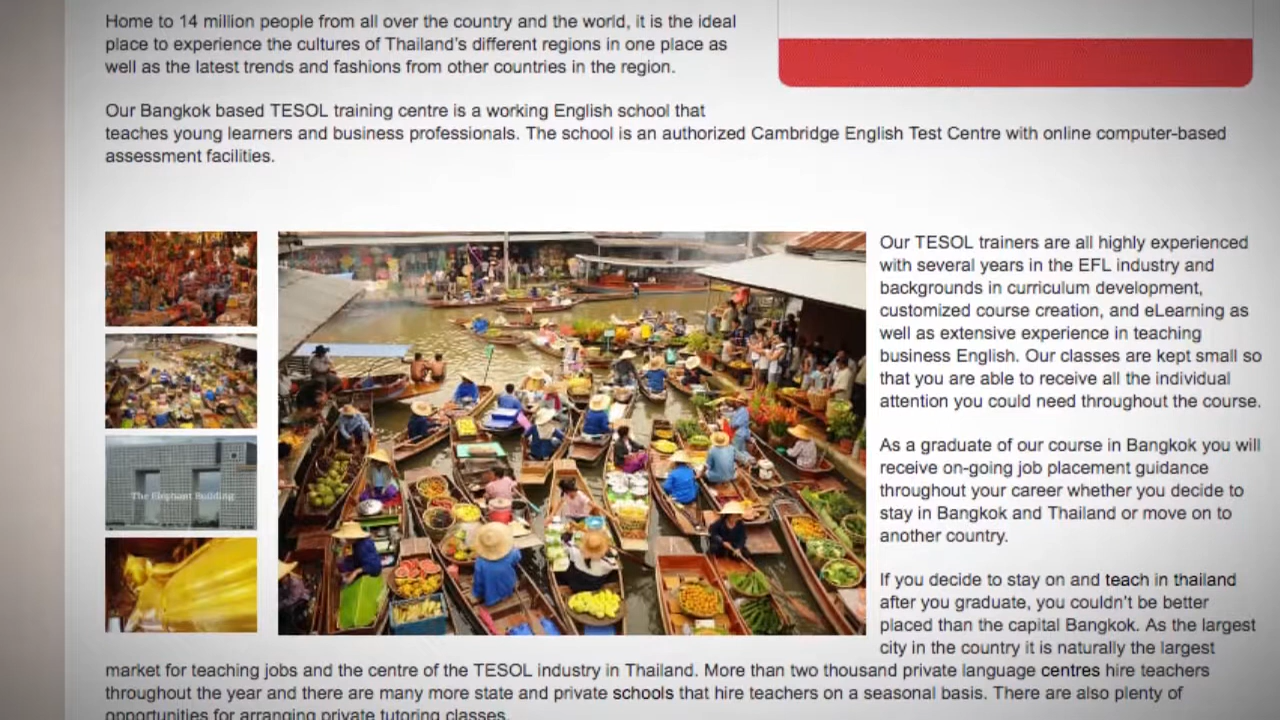 Home to 14 million people from all over the country and the world, it is the ideal
place to experience the cultures of Thailand's different regions in one place as
well as the latest trends and fashions from other countries in the region.
Our Bangkok based TESOL training centre is a working English school that
teaches young learners and business professionals. The school is an authorized Cambridge English Test Centre with online computer-based
assessment facilities.
The Elephant Building
Our TESOL trainers are all highly experienced
with several years in the EFL industry and
backgrounds in curriculum development,
customized course creation, and eLearning as
well as extensive experience in teaching
business English. Our classes are kept small so
that you are able to receive all the individual
attention you could need throughout the course.
As a graduate of our course in Bangkok you will
receive on-going job placement guidance
throughout your career whether you decide to
stay in Bangkok and Thailand or move on to
another country.
If you decide to stay on and teach in thailand
after you graduate, you couldn't be better
placed than the capital Bangkok. As the largest
city in the country it is naturally the largest
market for teaching jobs and the centre of the TESOL industry in Thailand. More than two thousand private language centres hire teachers
throughout the year and there are many more state and private schools that hire teachers on a seasonal basis. There are also plenty of
opportunities for arranging private tutoring classes.